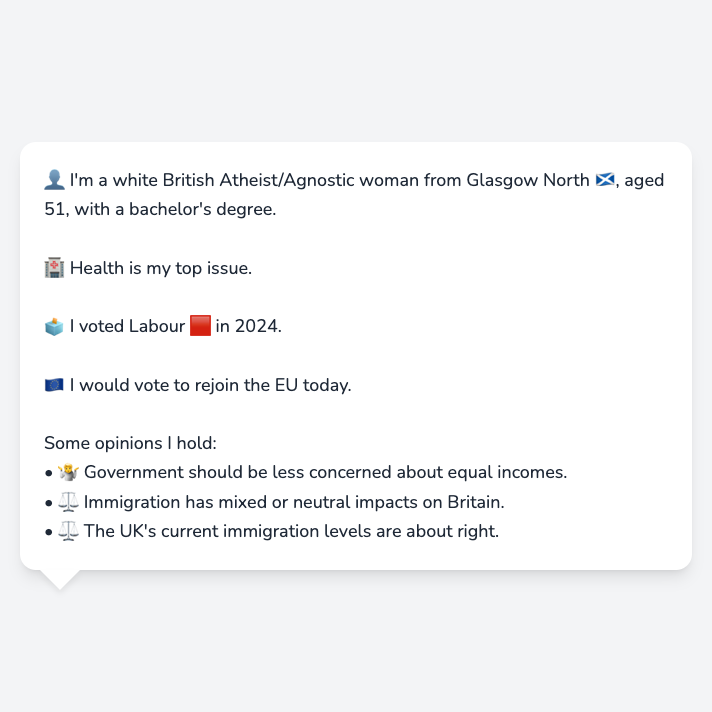 👤 I'm a white British Atheist/Agnostic woman from Glasgow North 🏴󠁧󠁢󠁳󠁣󠁴󠁿, aged
51, with a bachelor's degree.
🏥 Health is my top issue.
🗳️ I voted Labour 🟥 in 2024.
🇪🇺 I would vote to rejoin the EU today.
Some opinions I hold:
• 🤷 Government should be less concerned about equal incomes.
• ⚖️ Immigration has mixed or neutral impacts on Britain.
• ⚖️ The UK's current immigration levels are about right.